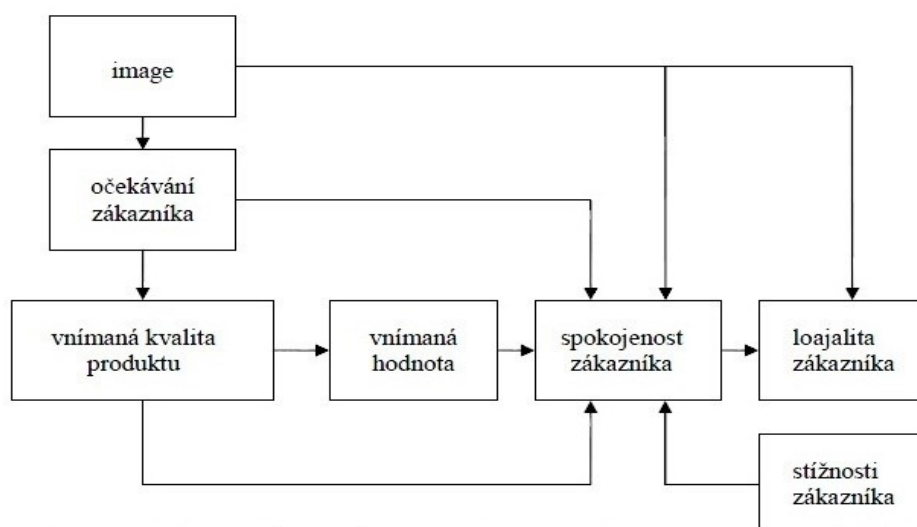 image
očekávání
zákazníka
vnímaná kvalita
produktu
vnímaná
hodnota
spokojenost
zákazníka
loajalita
zákazníka
stížnosti
zákazníka